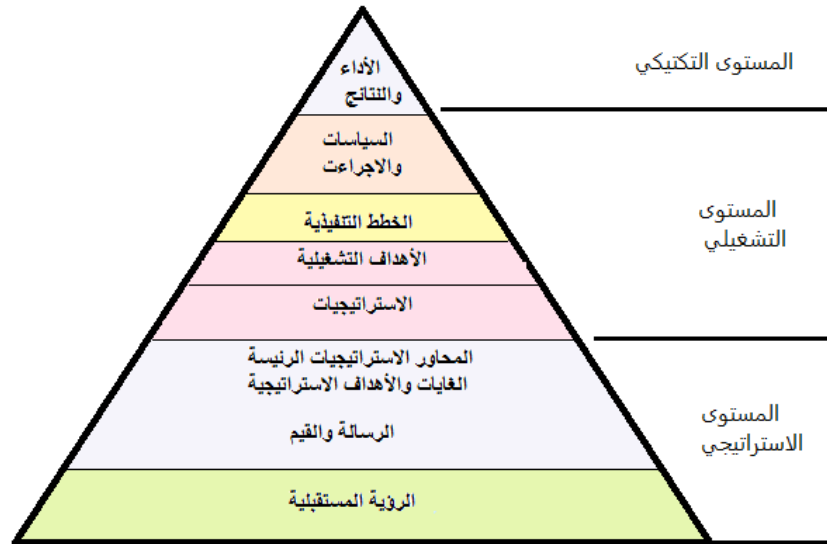 الأداء
والنتائج
المستوى التكتيكي
السياسات
والاجراءت
الخطط التنفيذية
المستوى
التشغيلي
الأهداف التشغيلية
الاستراتيجيات
المحاور الاستراتيجيات الرئيسة
الغايات والأهداف الاستراتيجية
الرسالة والقيم
المستوى
الاستراتيجي
الرؤية المستقبلية